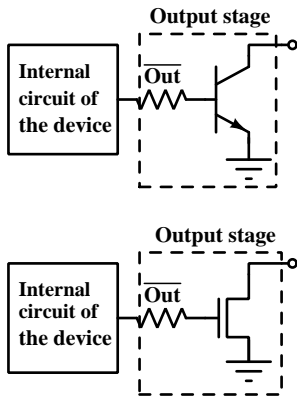 Output stage
Internal
circuit of
the device
Out
Output stage
Internal
circuit of
the device
Out